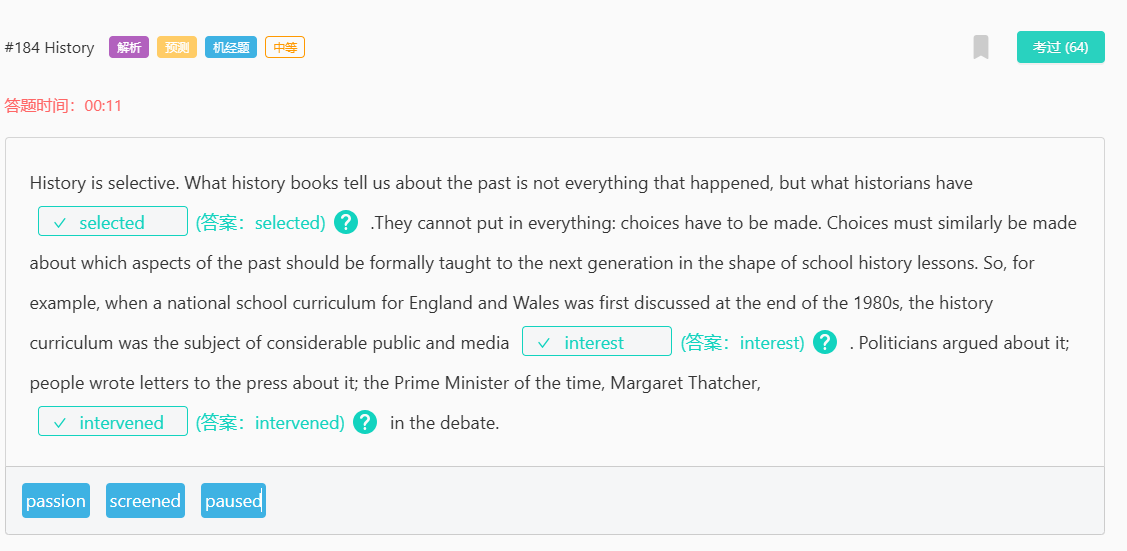 #184 History 解析 预测 机经题 中等 考过 (64)
答题时间：00:11
History is selective. What history books tell us about the past is not everything that happened, but what historians have
✓ selected (答案：selected) ? .They cannot put in everything: choices have to be made. Choices must similarly be made
about which aspects of the past should be formally taught to the next generation in the shape of school history lessons. So, for
example, when a national school curriculum for England and Wales was first discussed at the end of the 1980s, the history
curriculum was the subject of considerable public and media ✓ interest (答案：interest) ? . Politicians argued about it;
people wrote letters to the press about it; the Prime Minister of the time, Margaret Thatcher,
✓ intervened (答案：intervened) ? in the debate.
passion screened paused